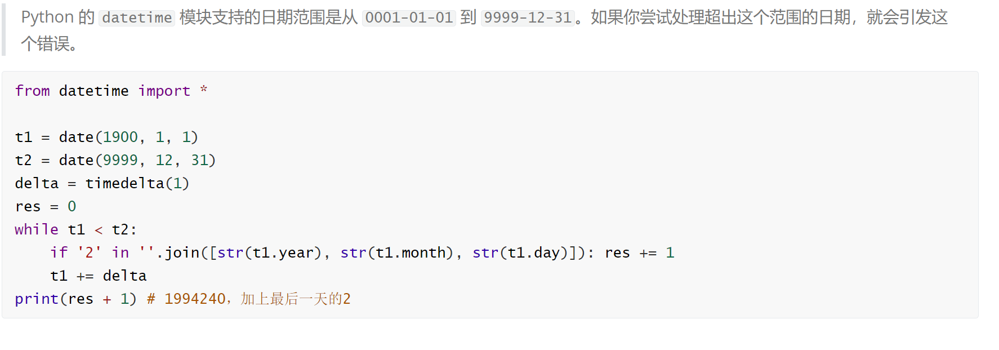 Python 的 datetime 模块支持的日期范围是从 0001-01-01 到 9999-12-31。如果你尝试处理超出这个范围的日期，就会引发这
个错误。
from datetime import *
t1 = date(1900, 1, 1)
t2 = date(9999, 12, 31)
delta = timedelta(1)
res = 0
while t1 < t2:
    if '2' in ''.join([str(t1.year), str(t1.month), str(t1.day)]): res += 1
    t1 += delta
print(res + 1) # 1994240，加上最后一天的2